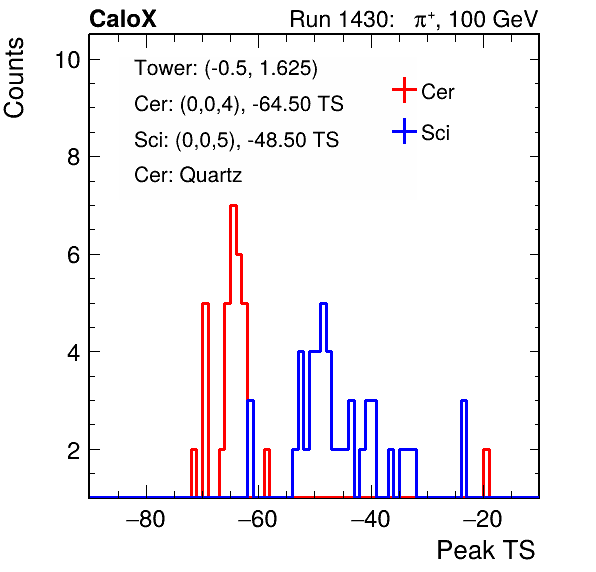 CaloX Run 1430: π⁺, 100 GeV
Counts
Tower: (-0.5, 1.625)
Cer: (0,0,4), -64.50 TS
Sci: (0,0,5), -48.50 TS
Cer: Quartz
Cer
Sci
10
8
6
4
2
−80 −60 −40 −20
Peak TS